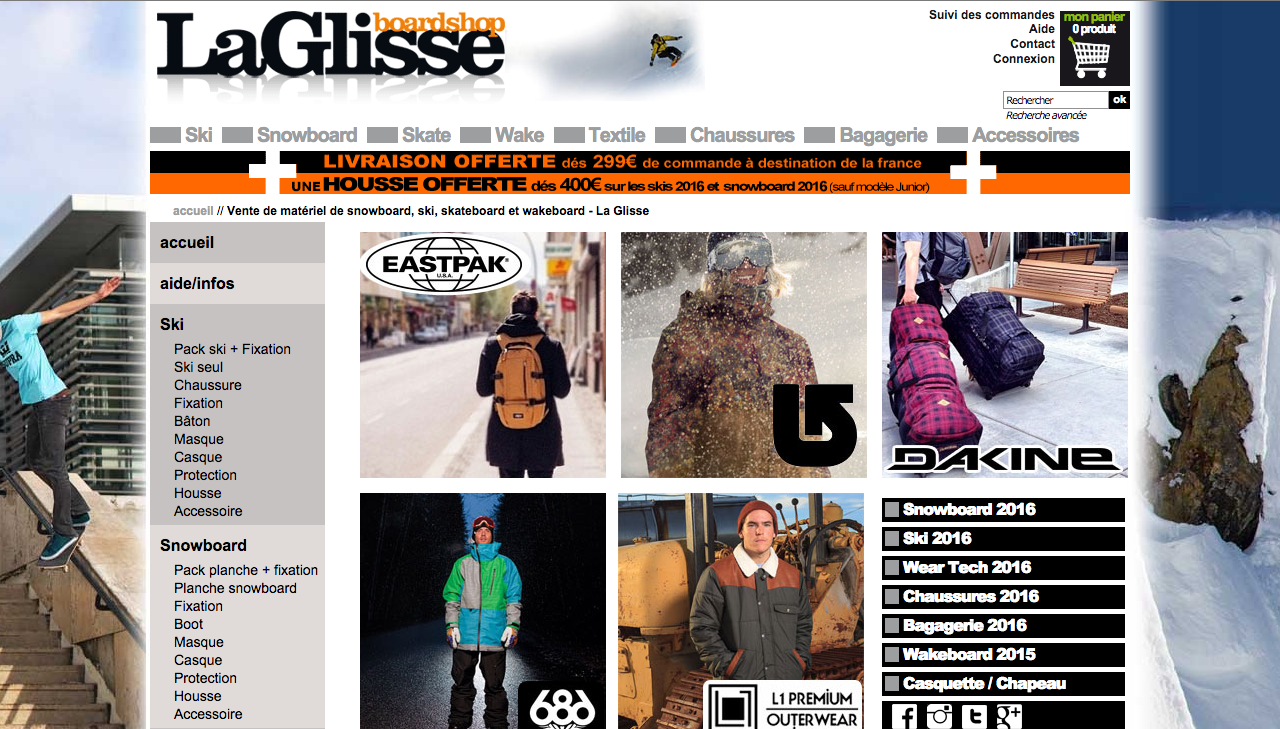 LaGlisse
boardshop
Suivi des commandes
Aide
Contact
Connexion
mon panier
0 produit
Rechercher
ok
Recherche avancée
Ski Snowboard Skate Wake Textile Chaussures Bagagerie Accessoires
LIVRAISON OFFERTE dés 299€ de commande à destination de la france
UNE HOUSSE OFFERTE dés 400€ sur les skis 2016 et snowboard 2016 (sauf modèle Junior)
accueil // Vente de matériel de snowboard, ski, skateboard et wakeboard - La Glisse
accueil
aide/infos
Ski
Pack ski + Fixation
Ski seul
Chaussure
Fixation
Bâton
Masque
Casque
Protection
Housse
Accessoire
Snowboard
Pack planche + fixation
Planche snowboard
Fixation
Boot
Masque
Casque
Protection
Housse
Accessoire
EASTPAK®
U.S.A.
DAKINE
686
L1 PREMIUM
OUTERWEAR
Snowboard 2016
Ski 2016
Wear Tech 2016
Chaussures 2016
Bagagerie 2016
Wakeboard 2015
Casquette / Chapeau